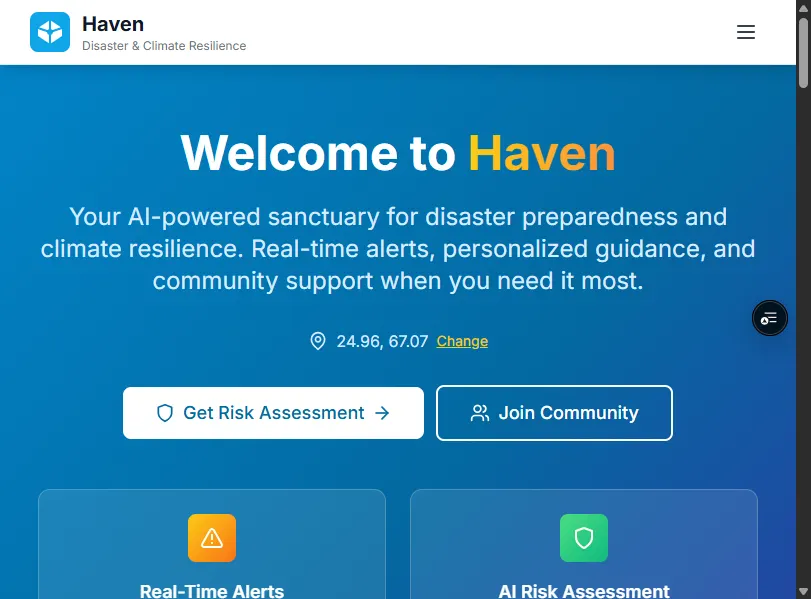 Haven
Disaster & Climate Resilience
Welcome to Haven
Your AI-powered sanctuary for disaster preparedness and
climate resilience. Real-time alerts, personalized guidance, and
community support when you need it most.
24.96, 67.07 Change
Get Risk Assessment
Join Community
Real-Time Alerts
AI Risk Assessment